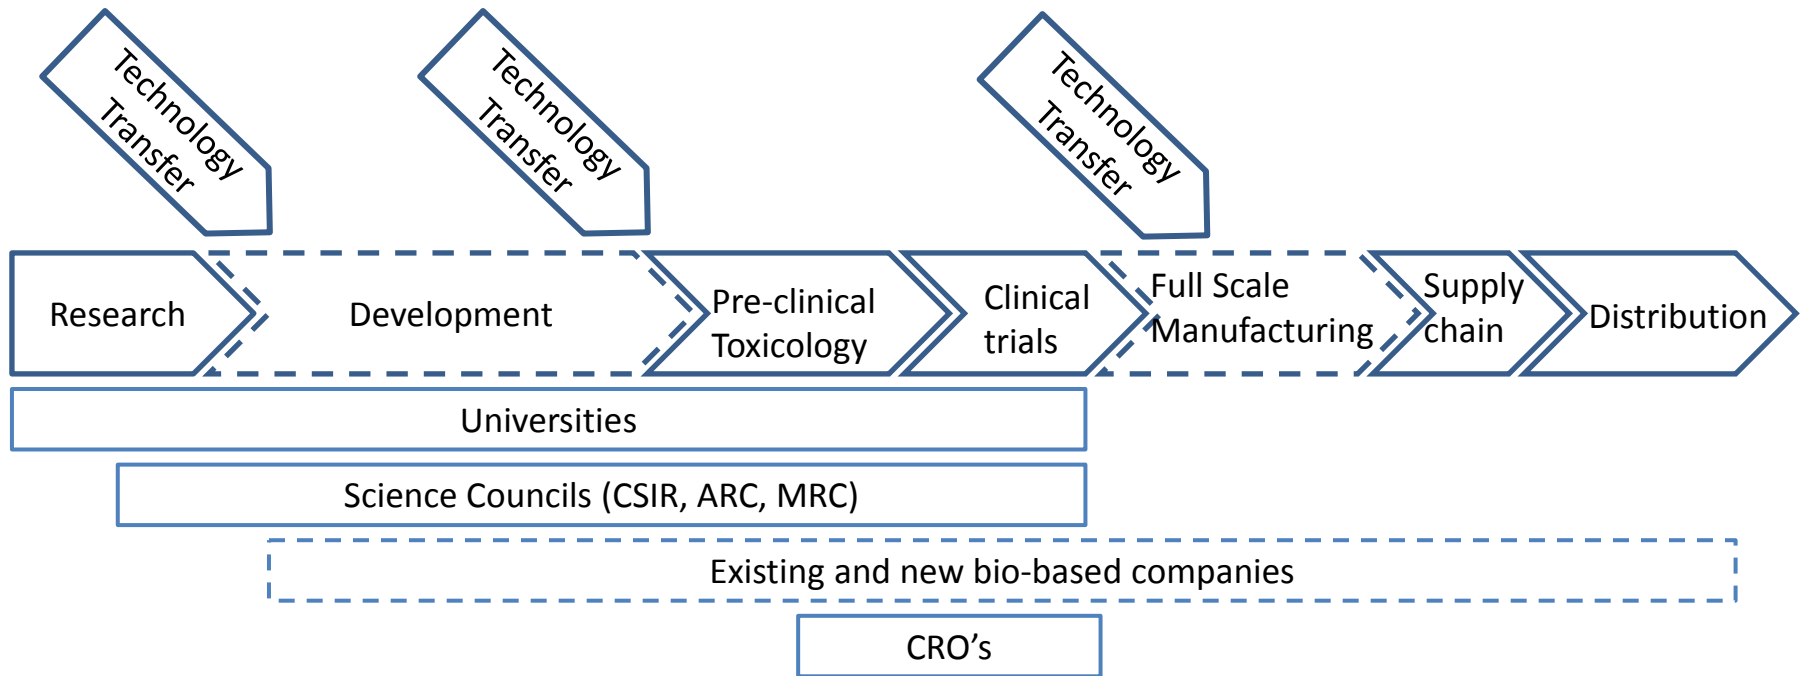 Technology
Transfer
Technology
Transfer
Technology
Transfer
Research
Development
Pre-clinical
Toxicology
Clinical
trials
Full Scale
Manufacturing
Supply
chain
Distribution
Universities
Science Councils (CSIR, ARC, MRC)
Existing and new bio-based companies
CRO’s